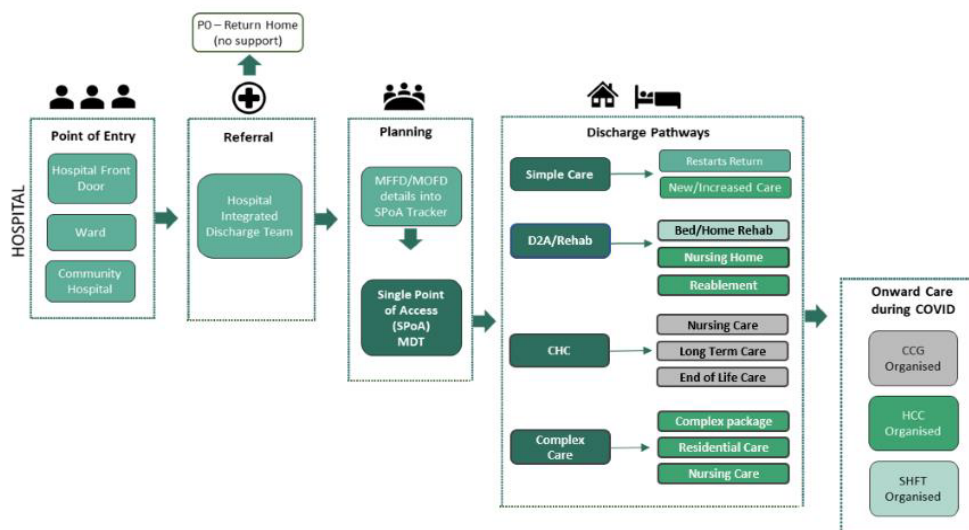 P0 – Return Home
(no support)
HOSPITAL
Point of Entry
Hospital Front
Door
Ward
Community
Hospital
Referral
Hospital
Integrated
Discharge Team
Planning
MFFD/MOFD
details into
SPoA Tracker
Single Point
of Access
(SPoA)
MDT
Discharge Pathways
Simple Care
Restarts Return
New/Increased Care
D2A/Rehab
Bed/Home Rehab
Nursing Home
Reablement
CHC
Nursing Care
Long Term Care
End of Life Care
Complex
Care
Complex package
Residential Care
Nursing Care
Onward Care
during COVID
CCG
Organised
HCC
Organised
SHFT
Organised